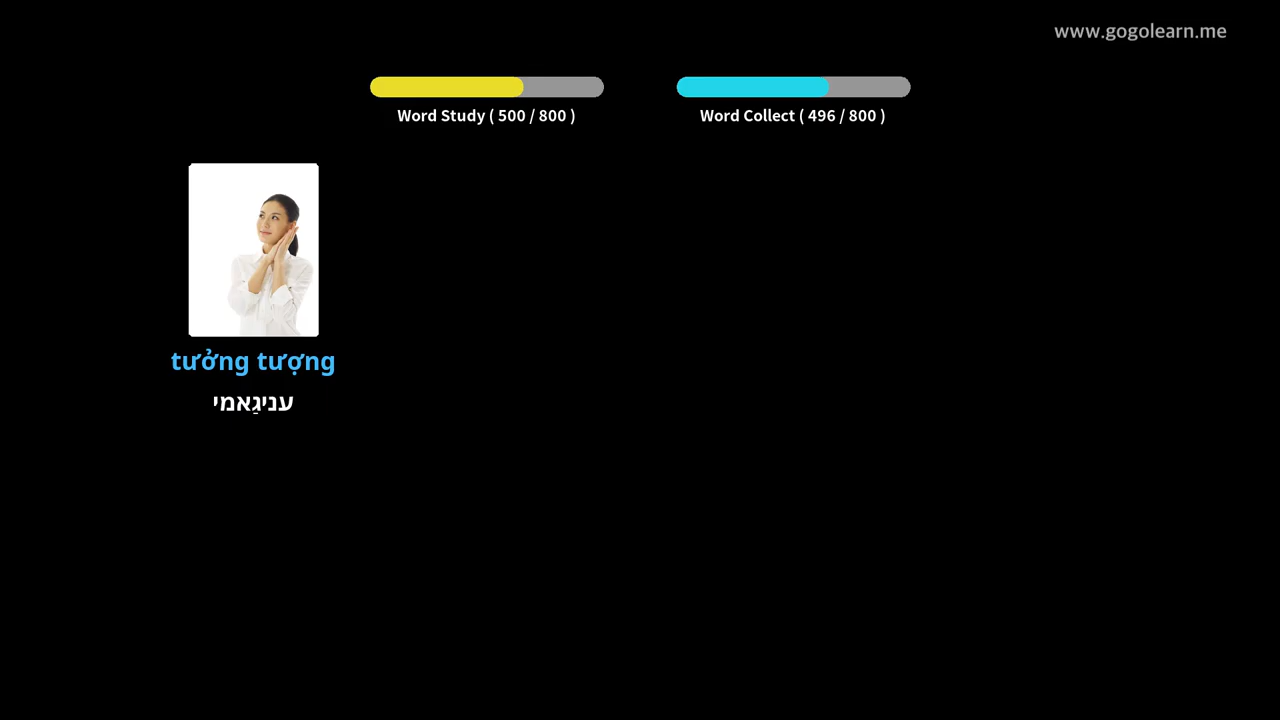 www.gogolearn.me
Word Study ( 500 / 800 )
Word Collect ( 496 / 800 )
tưởng tượng
עניגַאמי